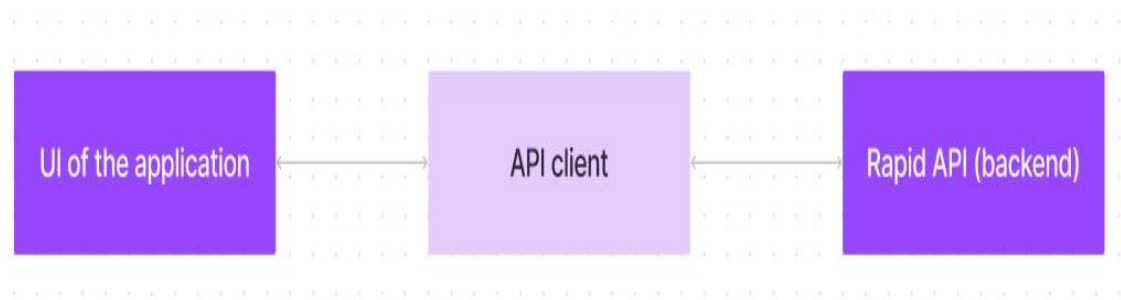 UI of the application
API client
Rapid API (backend)